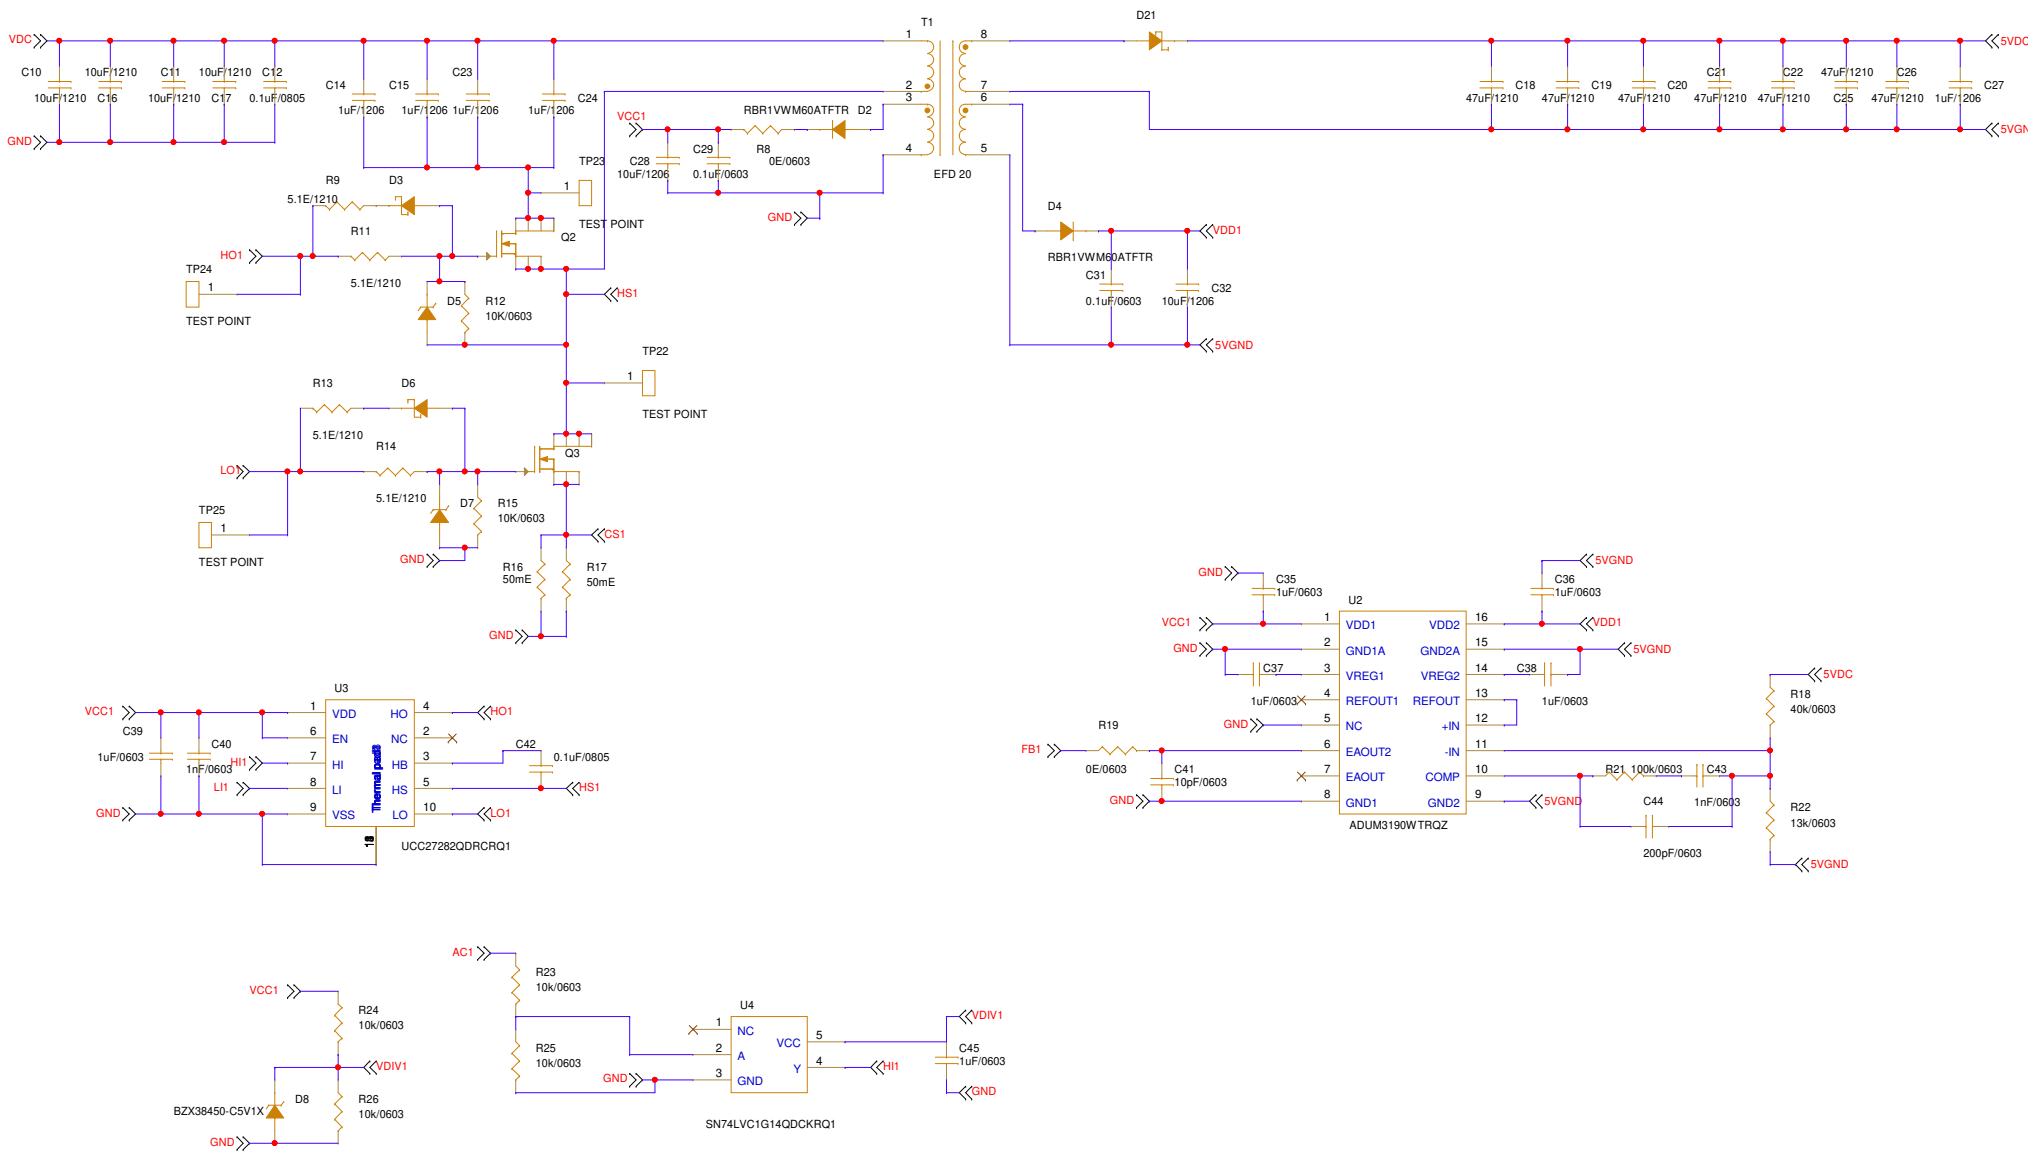 VDC
C10
10uF/1210
10uF/1210
C16
C11
10uF/1210
10uF/1210
C17
C12
0.1uF/0805
GND
C14
1uF/1206
C15
1uF/1206
C23
1uF/1206
C24
1uF/1206
T1
1
2
3
4
8
7
6
5
EFD 20
D21
5VDC
C18
47uF/1210
C19
47uF/1210
C20
47uF/1210
C21
47uF/1210
C22
47uF/1210
47uF/1210
C25
C26
47uF/1210
C27
1uF/1206
VCC1
C28
10uF/1206
C29
0.1uF/0603
RBR1VWM60ATFTR
D2
R8
0E/0603
GND
TP23
1
TEST POINT
R9
5.1E/1210
D3
R11
5.1E/1210
HO1
TP24
1
TEST POINT
Q2
D5
R12
10K/0603
HS1
D4
RBR1VWM60ATFTR
VDD1
C31
0.1uF/0603
C32
10uF/1206
5VGND
TP22
1
TEST POINT
R13
5.1E/1210
D6
R14
5.1E/1210
LO1
TP25
1
TEST POINT
Q3
D7
R15
10K/0603
GND
CS1
R16
50mE
R17
50mE
GND
GND
C35
1uF/0603
VCC1
GND
C37
1uF/0603
GND
U2
1
2
3
4
5
6
7
8
VDD1
GND1A
VREG1
REFOUT1
NC
EAOUT2
EAOUT
GND1
VDD2
GND2A
VREG2
REFOUT
+IN
-IN
COMP
GND2
16
15
14
13
12
11
10
9
ADUM3190WTRQZ
5VGND
C36
1uF/0603
VDD1
5VGND
C38
1uF/0603
5VDC
R18
40k/0603
FB1
R19
0E/0603
C41
10pF/0603
GND
R21
100k/0603
C43
1nF/0603
5VGND
C44
200pF/0603
R22
13k/0603
5VGND
U3
VCC1
C39
1uF/0603
C40
1nF/0603
HI1
LI1
GND
1
6
7
8
9
VDD
EN
HI
LI
VSS
Thermal pads
HO
NC
HB
HS
LO
4
2
3
5
10
HO1
C42
0.1uF/0805
HS1
LO1
UCC27282QDRCRQ1
AC1
R23
10k/0603
R25
10k/0603
GND
U4
1
2
3
NC
A
GND
VCC
Y
5
4
VDIV1
C45
1uF/0603
HI1
GND
SN74LVC1G14QDCKRQ1
VCC1
R24
10k/0603
VDIV1
BZX38450-C5V1X
D8
R26
10k/0603
GND